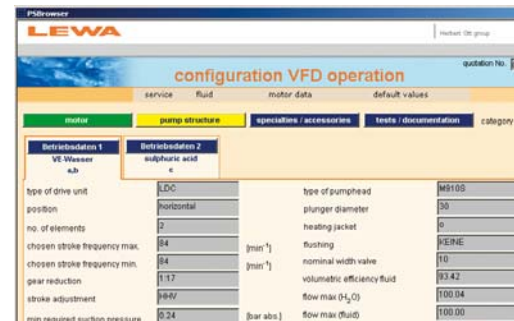 PSBrowser
LEWA
Herbert Ott group
quotation No.
configuration VFD operation
service fluid motor data default values
motor pump structure specialties / accessories tests / documentation category
Betriebsdaten 1 Betriebsdaten 2
VE-Wasser sulphuric acid
a,b c
type of drive unit LDC type of pumphead M910S
position horizontal plunger diameter 30
no. of elements 2 heating jacket o
chosen stroke frequency max. 84 [min⁻¹] flushing KEINE
chosen stroke frequency min. 84 [min⁻¹] nominal width valve 10
gear reduction 1:17 volumetric efficiency fluid 93.42
stroke adjustment HHV flow max (H₂O) 100.04
min required suction pressure 0.24 [bar abs.] flow max (fluid) 100.00